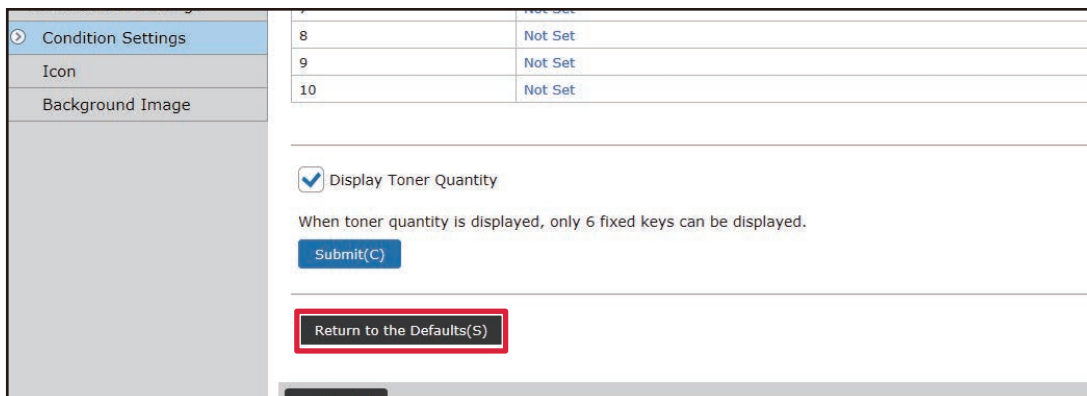 Condition Settings
Icon
Background Image
8 Not Set
9 Not Set
10 Not Set
Display Toner Quantity
When toner quantity is displayed, only 6 fixed keys can be displayed.
Submit(C)
Return to the Defaults(S)